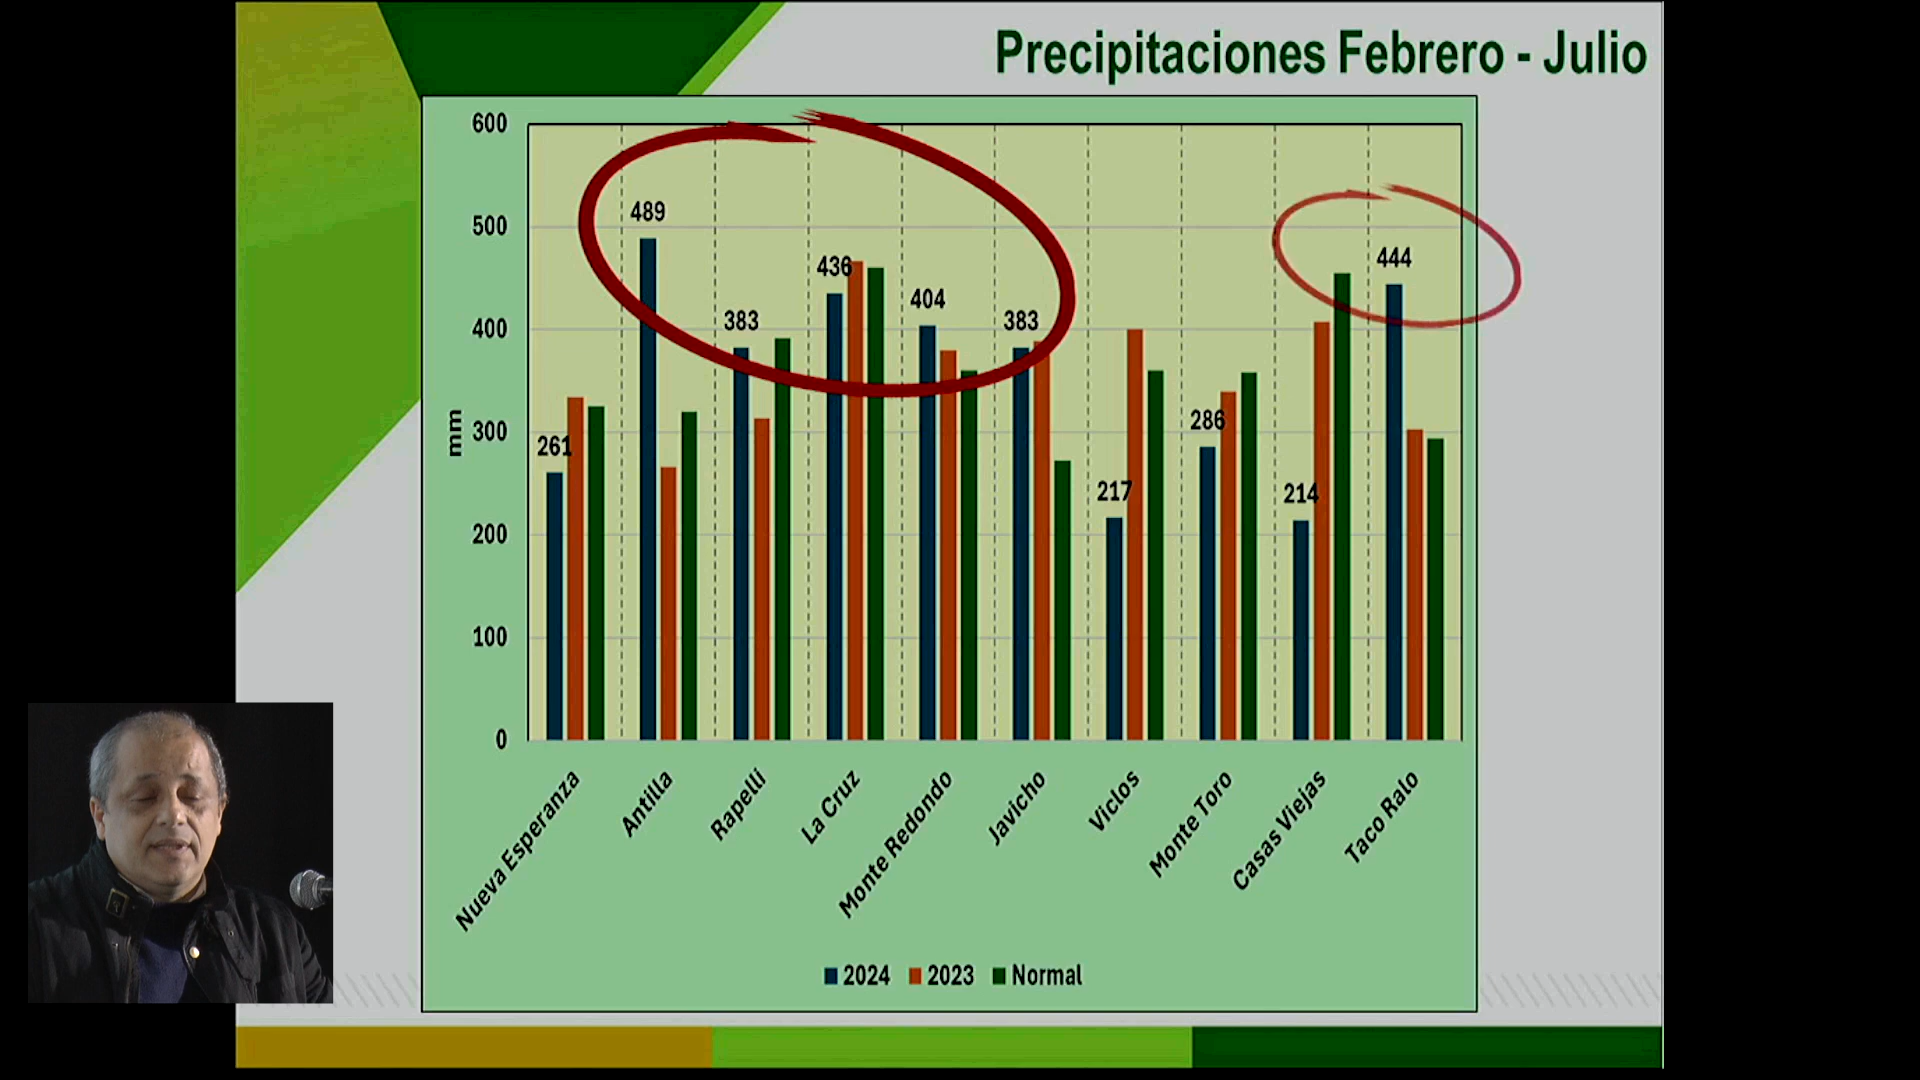 Precipitaciones Febrero - Julio
600
500
400
300
200
100
0
mm
261
489
383
436
404
383
217
286
214
444
Nueva Esperanza
Antilla
Rapelli
La Cruz
Monte Redondo
Javicho
Viclos
Monte Toro
Casas Viejas
Taco Ralo
2024 2023 Normal